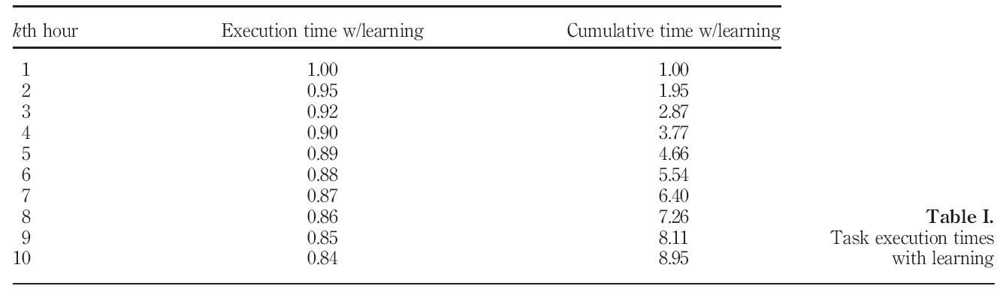 kth hour Execution time w/learning Cumulative time w/learning
1 1.00 1.00
2 0.95 1.95
3 0.92 2.87
4 0.90 3.77
5 0.89 4.66
6 0.88 5.54
7 0.87 6.40
8 0.86 7.26
9 0.85 8.11
10 0.84 8.95
Table I.
Task execution times
with learning